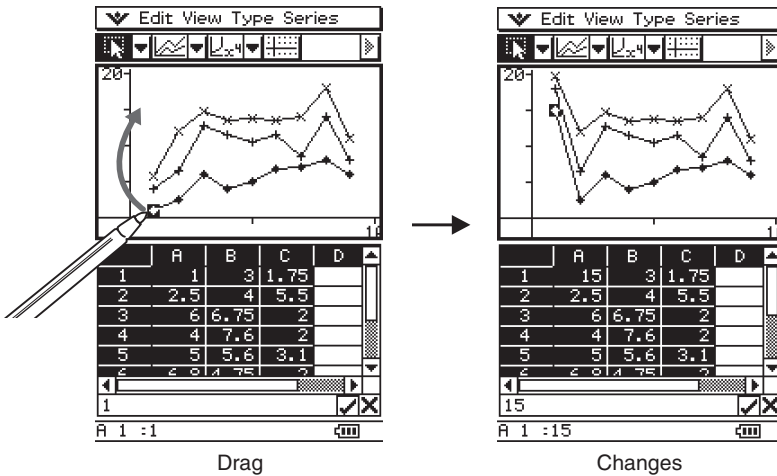 Edit View Type Series
20
A B C D
1 1 3 1.75
2 2.5 4 5.5
3 6 6.75 2
4 4 7.6 2
5 5 5.6 3.1
1
A 1 :1
Drag
Edit View Type Series
20
A B C D
1 15 3 1.75
2 2.5 4 5.5
3 6 6.75 2
4 4 7.6 2
5 5 5.6 3.1
15
A 1 :15
Changes